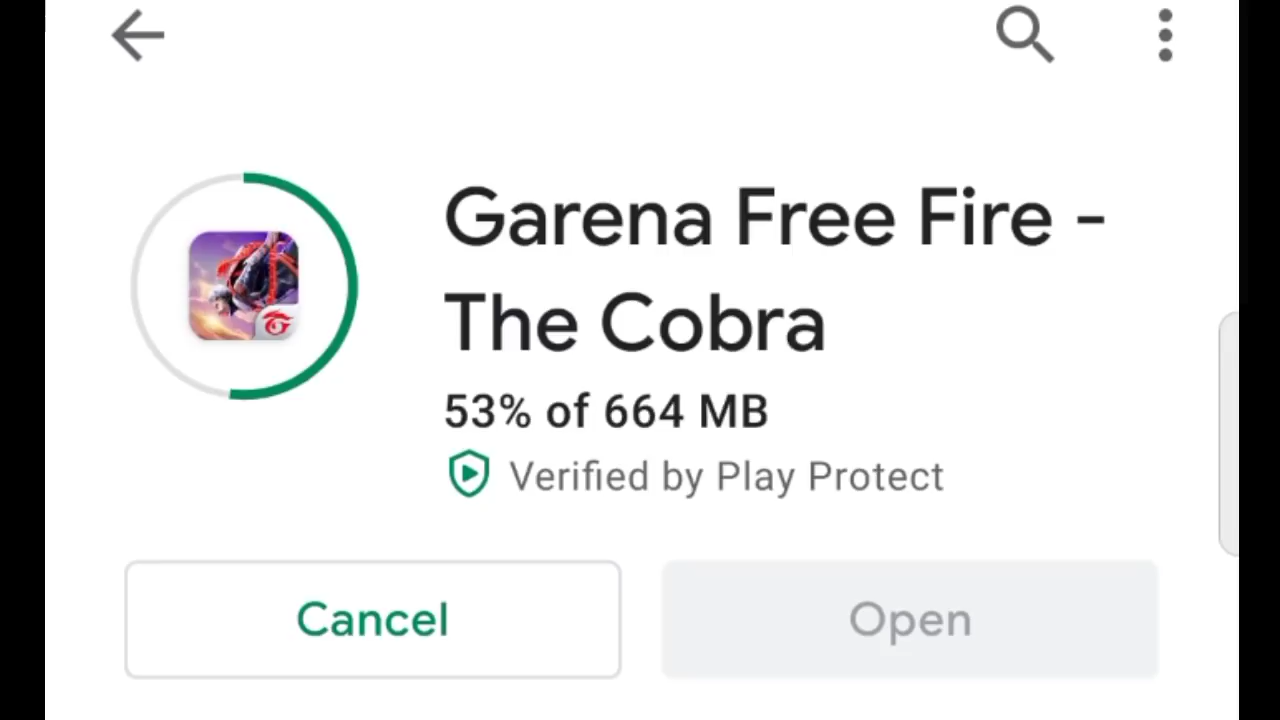 Garena Free Fire -
The Cobra
53% of 664 MB
Verified by Play Protect
Cancel
Open